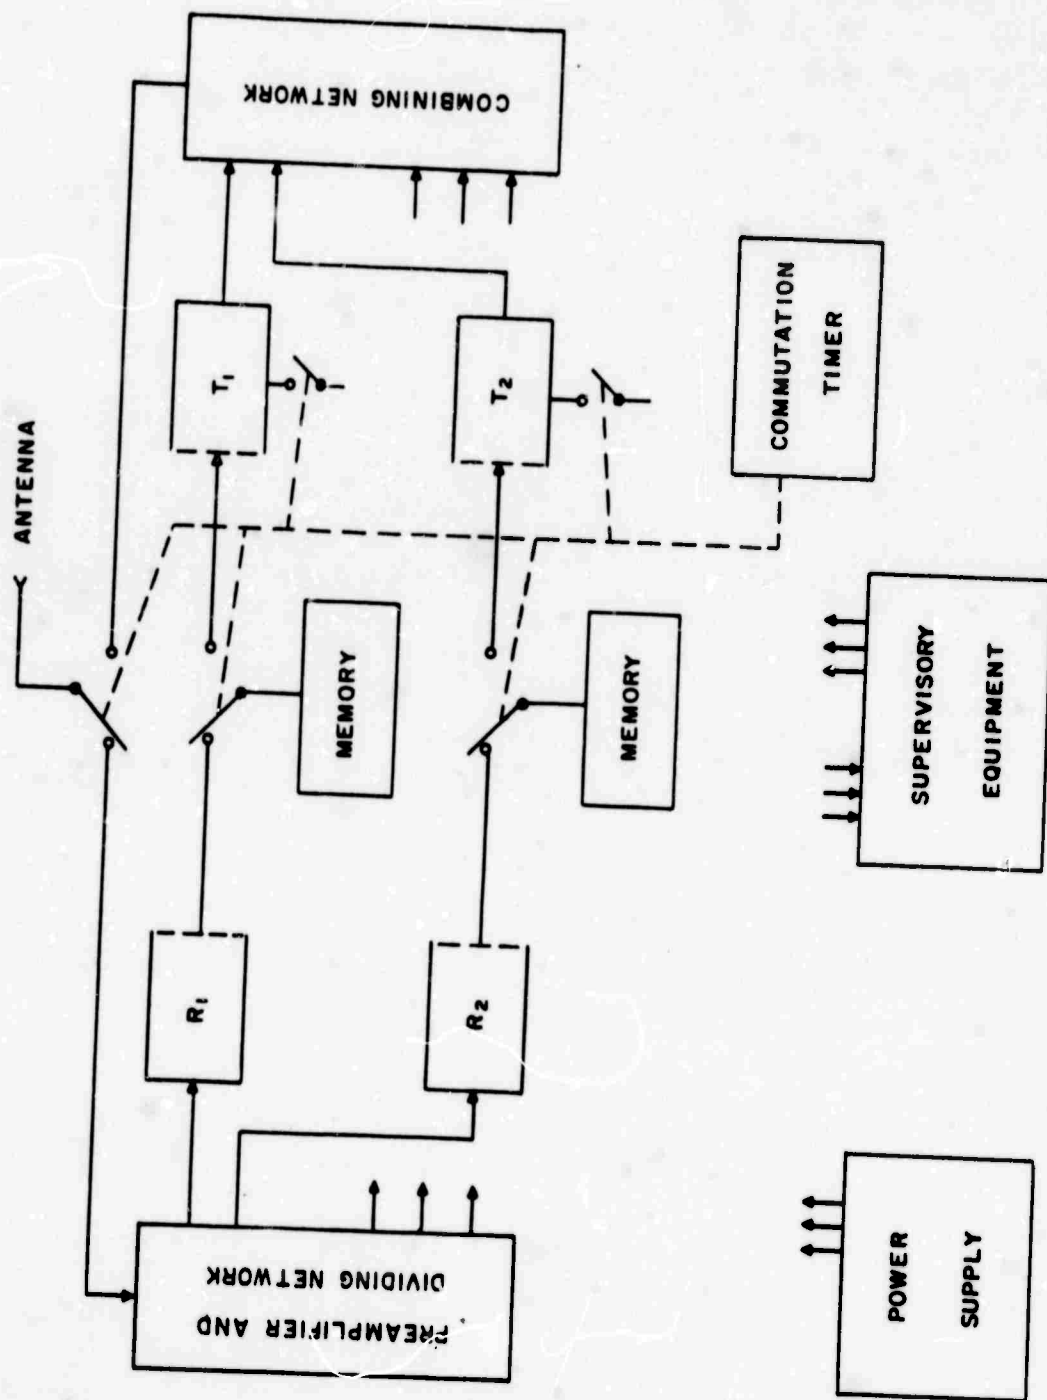 ANTENNA
PREAMPLIFIER AND
DIVIDING NETWORK
R1
MEMORY
T1
COMBINING NETWORK
R2
MEMORY
T2
COMMUTATION
TIMER
POWER
SUPPLY
SUPERVISORY
EQUIPMENT